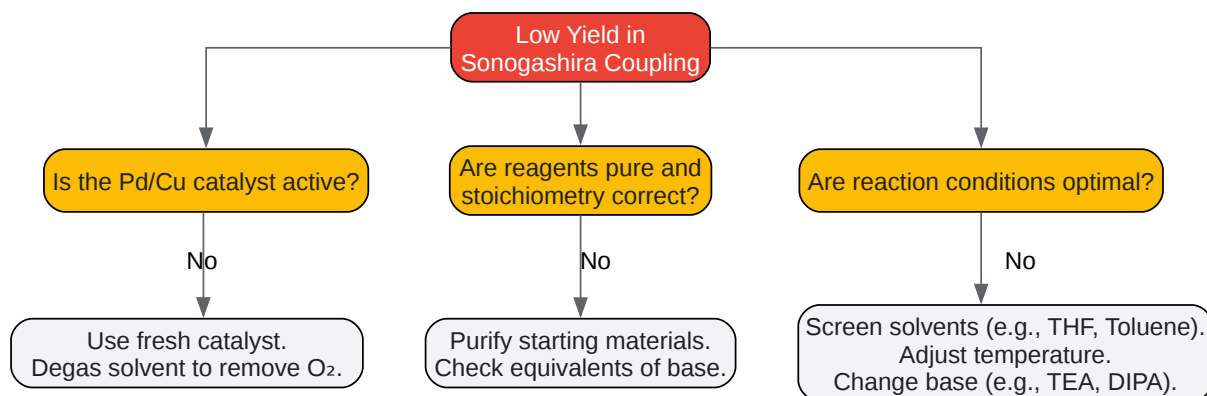 Low Yield in
Sonogashira Coupling
Is the Pd/Cu catalyst active?
Are reagents pure and
stoichiometry correct?
Are reaction conditions optimal?
No
No
No
Use fresh catalyst.
Degas solvent to remove O₂.
Purify starting materials.
Check equivalents of base.
Screen solvents (e.g., THF, Toluene).
Adjust temperature.
Change base (e.g., TEA, DIPA).